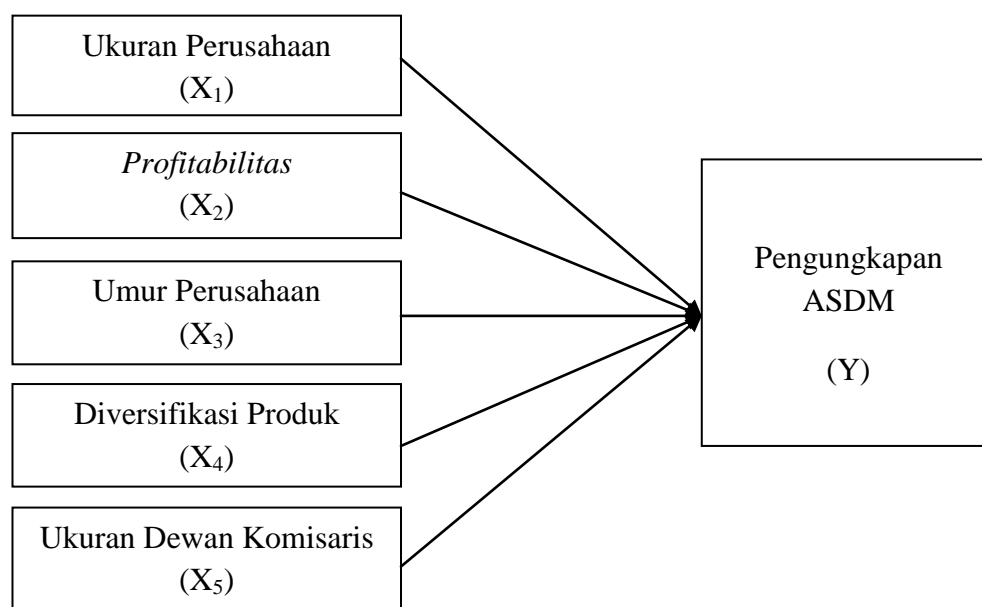 Ukuran Perusahaan
(X₁)
Profitabilitas
(X₂)
Umur Perusahaan
(X₃)
Diversifikasi Produk
(X₄)
Ukuran Dewan Komisaris
(X₅)
Pengungkapan
ASDM
(Y)